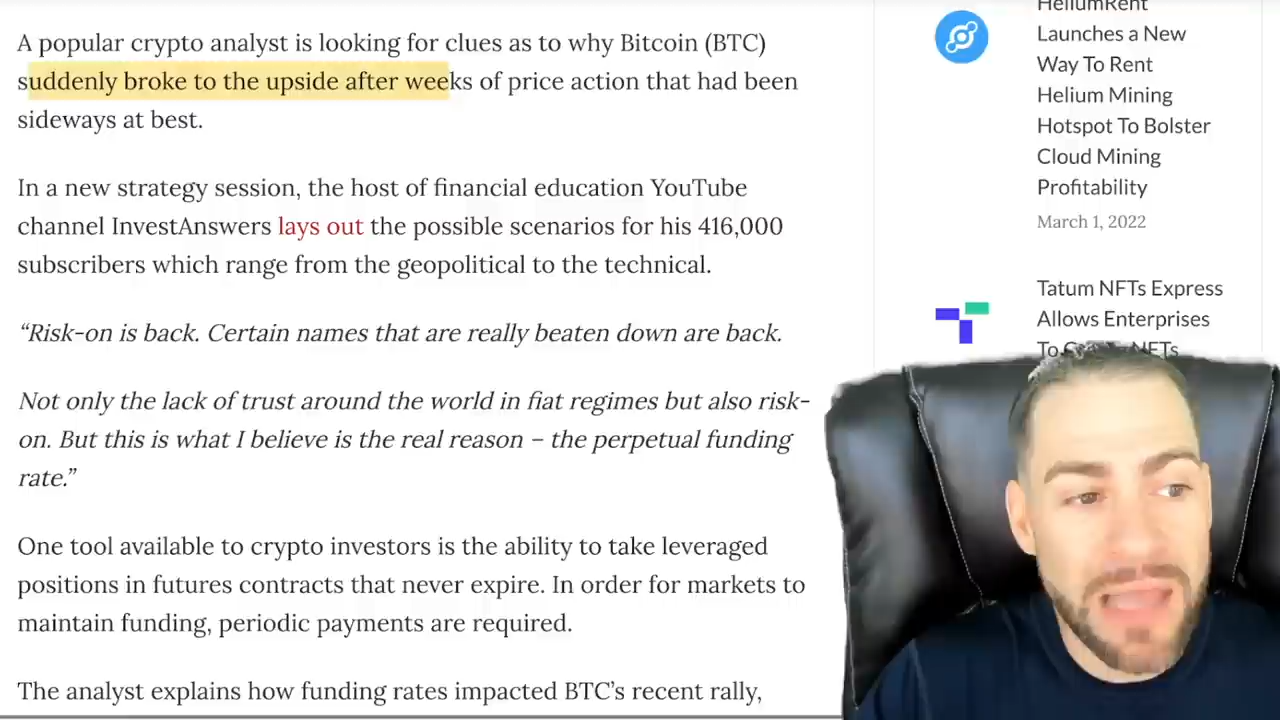 A popular crypto analyst is looking for clues as to why Bitcoin (BTC)
suddenly broke to the upside after weeks of price action that had been
sideways at best.
In a new strategy session, the host of financial education YouTube
channel InvestAnswers lays out the possible scenarios for his 416,000
subscribers which range from the geopolitical to the technical.
“Risk-on is back. Certain names that are really beaten down are back.
Not only the lack of trust around the world in fiat regimes but also risk-
on. But this is what I believe is the real reason – the perpetual funding
rate.”
One tool available to crypto investors is the ability to take leveraged
positions in futures contracts that never expire. In order for markets to
maintain funding, periodic payments are required.
The analyst explains how funding rates impacted BTC’s recent rally,
HeliumRent
Launches a New
Way To Rent
Helium Mining
Hotspot To Bolster
Cloud Mining
Profitability
March 1, 2022
Tatum NFTs Express
Allows Enterprises
To NFTs